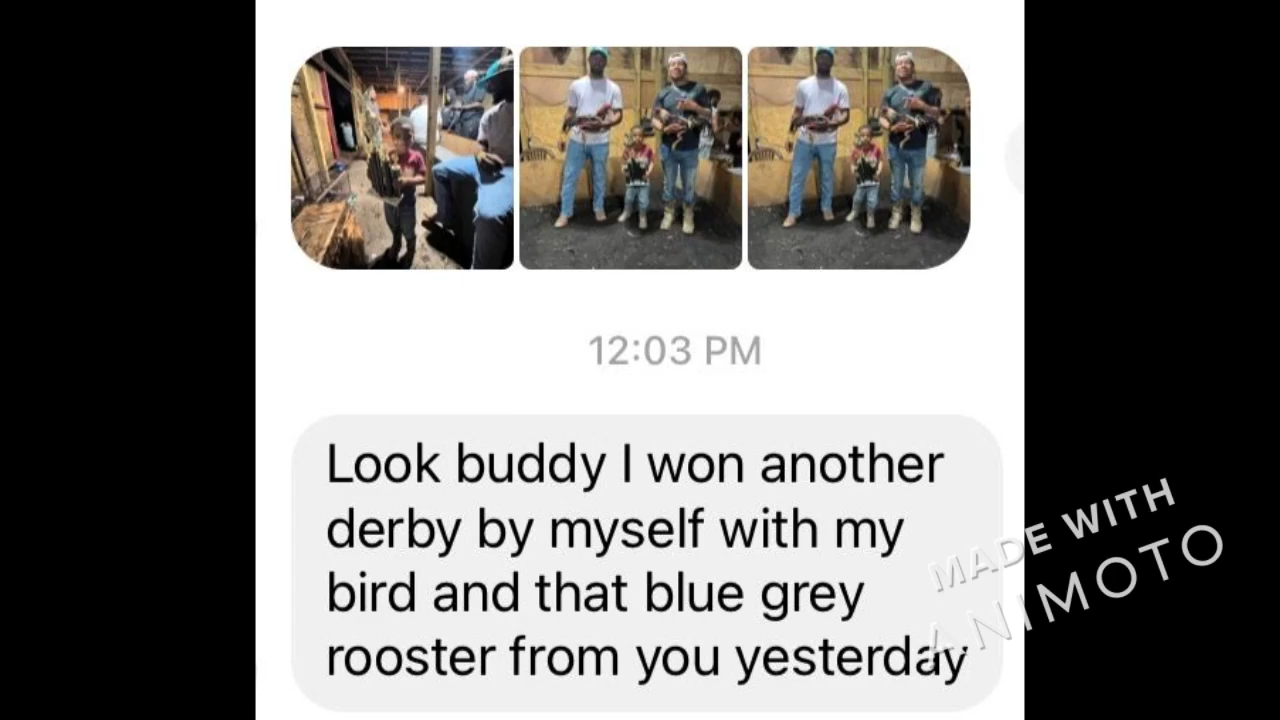 12:03 PM
Look buddy I won another
derby by myself with my
bird and that blue grey
rooster from you yesterday
MADE WITH
ANIMOTO